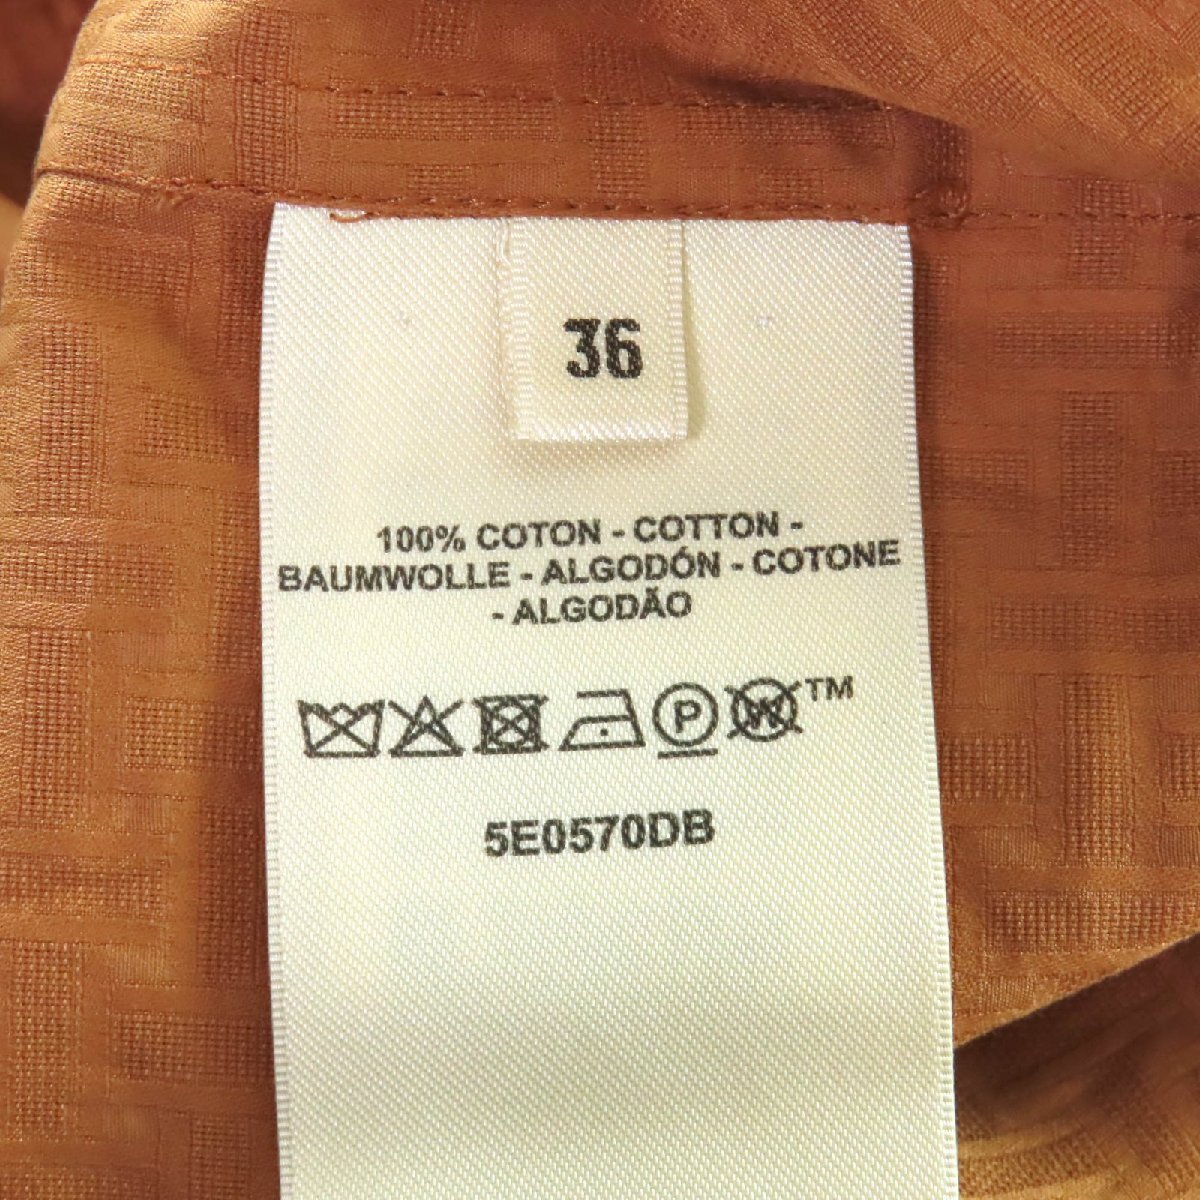 36
100% COTON - COTTON -
BAUMWOLLE - ALGODÓN - COTONE
- ALGODÃO
P W TM
5E0570DB